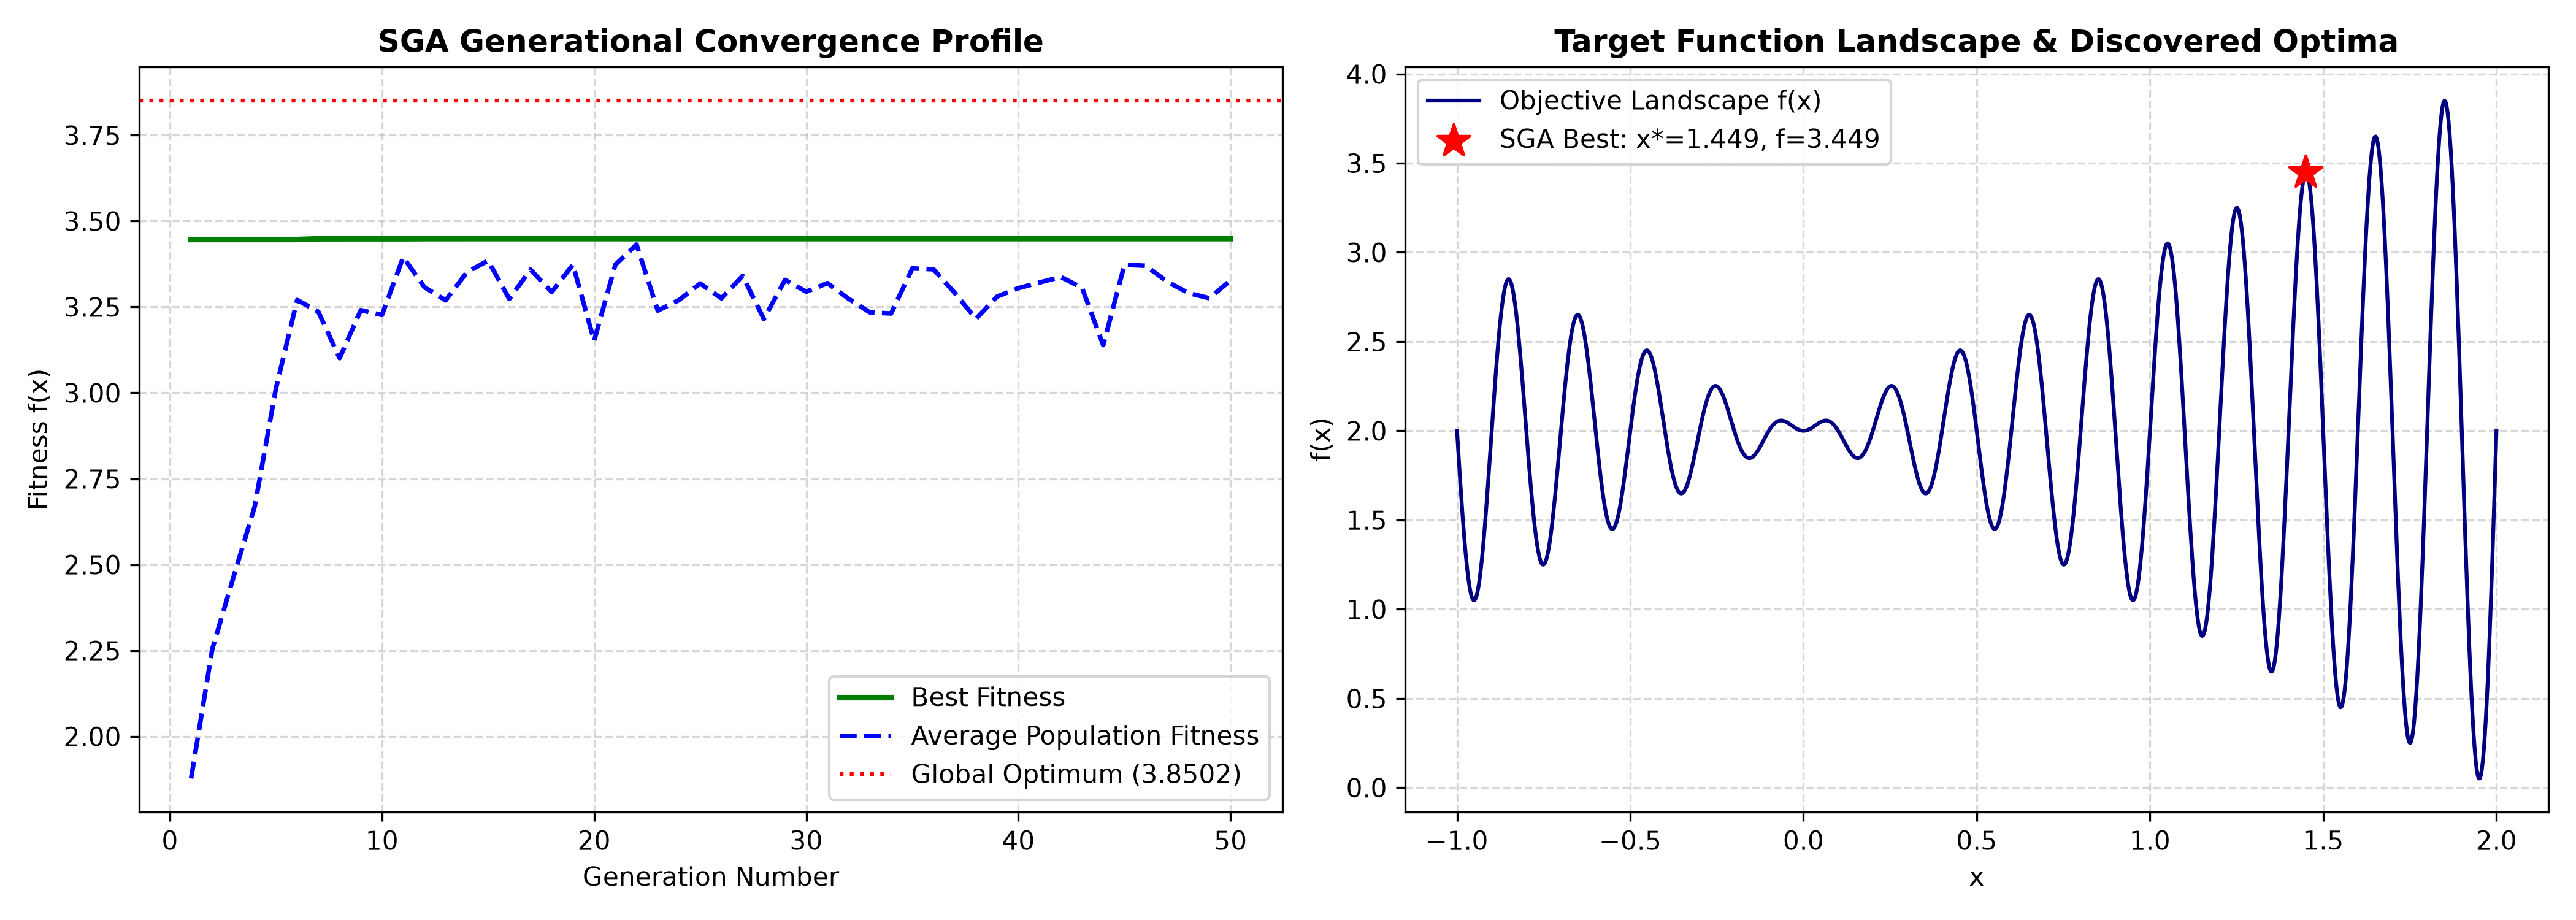 SGA Generational Convergence Profile
Fitness f(x)
3.75
3.50
3.25
3.00
2.75
2.50
2.25
2.00
Best Fitness
Average Population Fitness
Global Optimum (3.8502)
0 10 20 30 40 50
Generation Number
Target Function Landscape & Discovered Optima
f(x)
4.0
3.5
3.0
2.5
2.0
1.5
1.0
0.5
0.0
Objective Landscape f(x)
SGA Best: x*=1.449, f=3.449
−1.0 −0.5 0.0 0.5 1.0 1.5 2.0
x